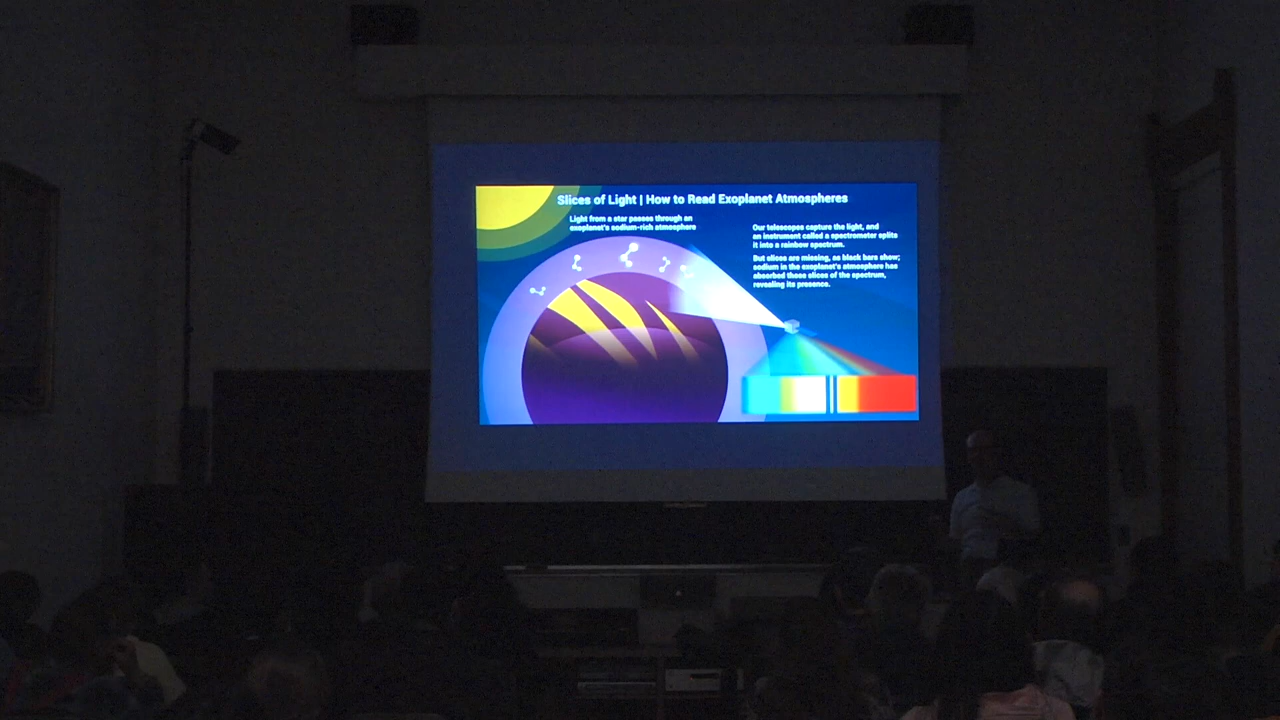 Slices of Light | How to Read Exoplanet Atmospheres
Light from a star passes through an
exoplanet's sodium-rich atmosphere
Our telescopes capture the light, and
an instrument called a spectrometer splits
it into a rainbow spectrum.
But slices are missing, as black bars show;
sodium in the exoplanet's atmosphere has
absorbed these slices of the spectrum,
revealing its presence.